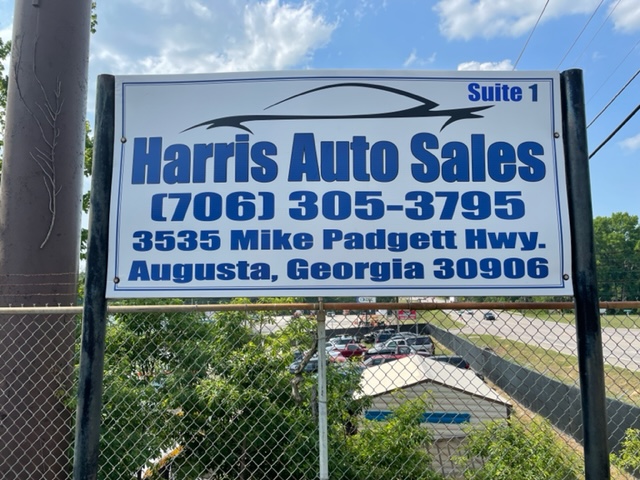 Suite 1
Harris Auto Sales
(706) 305-3795
3535 Mike Padgett Hwy.
Augusta, Georgia 30906